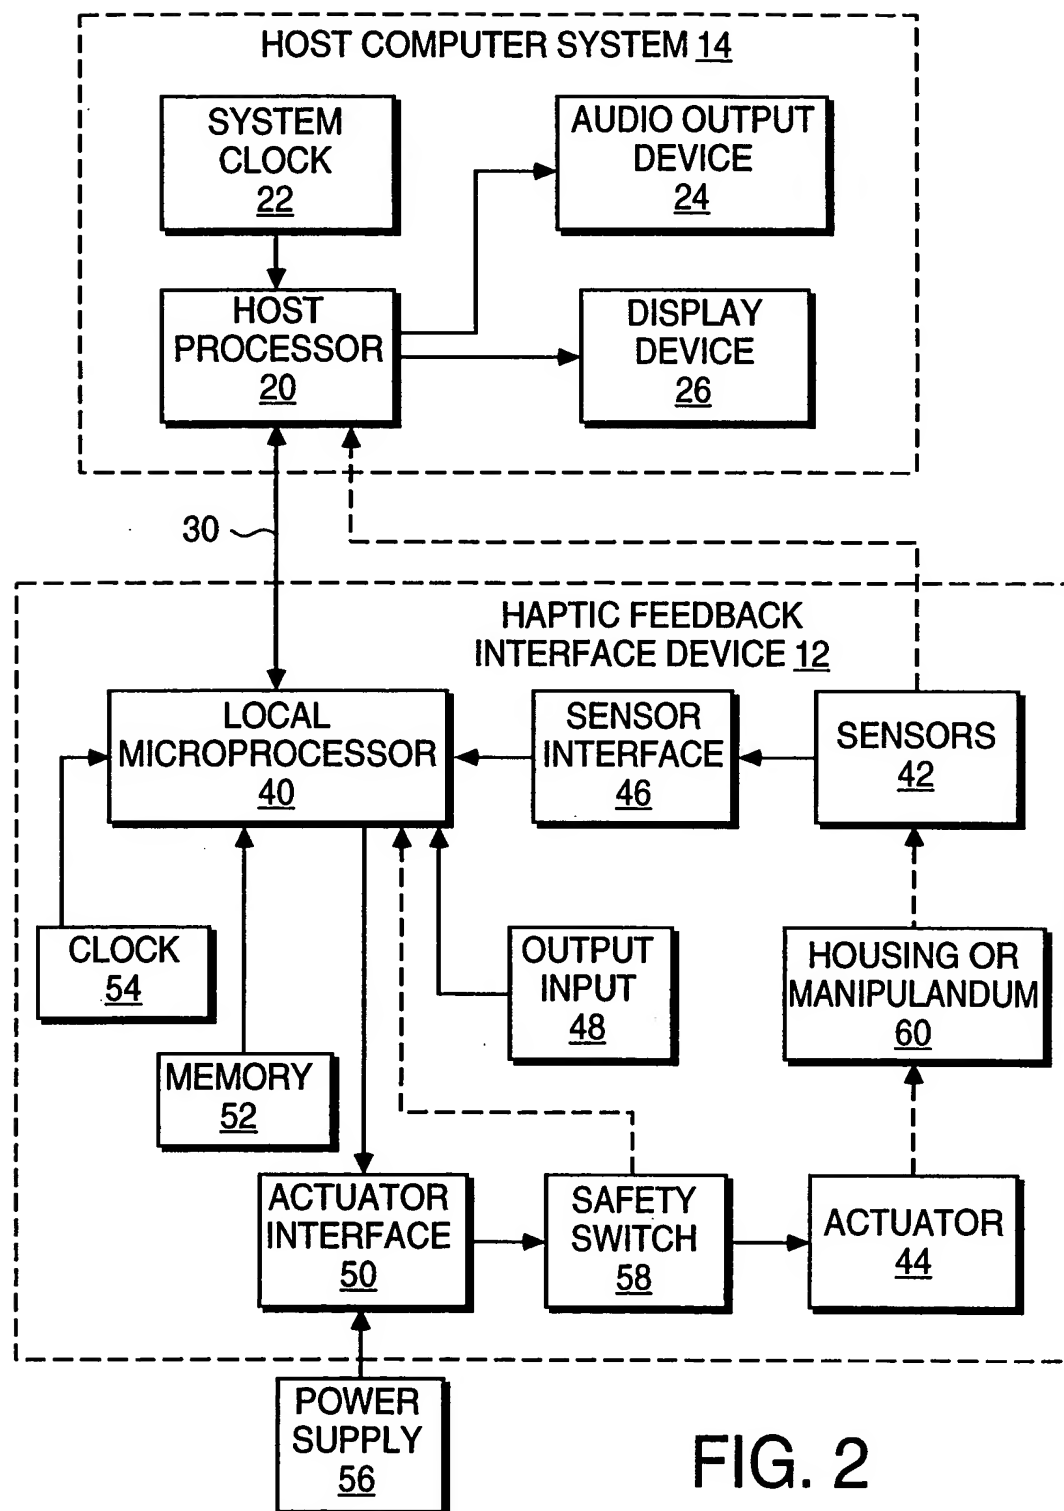 HOST COMPUTER SYSTEM 14
SYSTEM
CLOCK
22
AUDIO OUTPUT
DEVICE
24
HOST
PROCESSOR
20
DISPLAY
DEVICE
26
30
HAPTIC FEEDBACK
INTERFACE DEVICE 12
LOCAL
MICROPROCESSOR
40
SENSOR
INTERFACE
46
SENSORS
42
CLOCK
54
OUTPUT
INPUT
48
HOUSING OR
MANIPULANDUM
60
MEMORY
52
ACTUATOR
INTERFACE
50
SAFETY
SWITCH
58
ACTUATOR
44
POWER
SUPPLY
56
FIG. 2